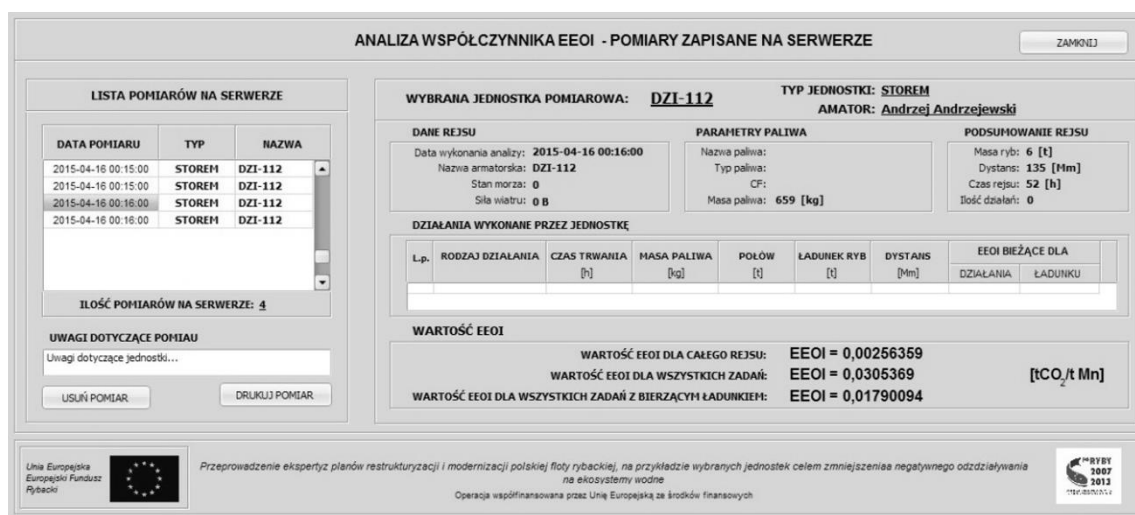 ANALIZA WSPÓŁCZYNNIKA EEOI - POMIARY ZAPISANE NA SERWERZE
ZAMKNIJ
LISTA POMIARÓW NA SERWERZE
DATA POMIARU TYP NAZWA
2015-04-16 00:15:00 STOREM DZI-112
2015-04-16 00:15:00 STOREM DZI-112
2015-04-16 00:16:00 STOREM DZI-112
2015-04-16 00:16:00 STOREM DZI-112
ILOŚĆ POMIARÓW NA SERWERZE: 4
UWAGI DOTYCZĄCE POMIAU
Uwagi dotyczące jednostki...
USUŃ POMIAR DRUKUJ POMIAR
WYBRANA JEDNOSTKA POMIAROWA: DZI-112
TYP JEDNOSTKI: STOREM
AMATOR: Andrzej Andrzejewski
DANE REJSU
Data wykonania analizy: 2015-04-16 00:16:00
Nazwa armatorska: DZI-112
Stan morza: 0
Siła wiatru: 0 B
PARAMETRY PALIWA
Nazwa paliwa:
Typ paliwa:
CF:
Masa paliwa: 659 [kg]
PODSUMOWANIE REJSU
Masa ryb: 6 [t]
Dystans: 135 [Mm]
Czas rejsu: 52 [h]
Ilość działań: 0
DZIAŁANIA WYKONANE PRZEZ JEDNOSTKĘ
L.p. RODZAJ DZIAŁANIA CZAS TRWANIA MASA PALIWA POŁÓW ŁADUNEK RYB DYSTANS EEOI BIEŻĄCE DLA
[h] [kg] [t] [t] [Mm] DZIAŁANIA ŁADUNKU
WARTOŚĆ EEOI
WARTOŚĆ EEOI DLA CAŁEGO REJSU: EEOI = 0,00256359
WARTOŚĆ EEOI DLA WSZYSTKICH ZADAŃ: EEOI = 0,0305369 [tCO2/t Mn]
WARTOŚĆ EEOI DLA WSZYSTKICH ZADAŃ Z BIERZĄCYM ŁADUNKIEM: EEOI = 0,01790094
Unia Europejska
Europejski Fundusz
Rybacki
Przeprowadzenie ekspertyz planów restrukturyzacji i modernizacji polskiej floty rybackiej, na przykładzie wybranych jednostek celem zmniejszeniaa negatywnego odzdziaływania
na ekosystemy wodne
Operacja współfinansowana przez Unię Europejską ze środków finansowych
RYBY
2007
2013